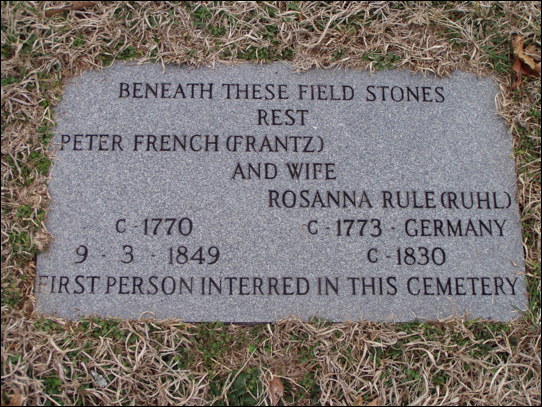 BENEATH THESE FIELD STONES
REST
PETER FRENCH (FRANTZ)
AND WIFE
ROSANNA RULE (RUHL)
C - 1770 C - 1773 - GERMANY
9 - 3 - 1849 C - 1830
FIRST PERSON INTERRED IN THIS CEMETERY